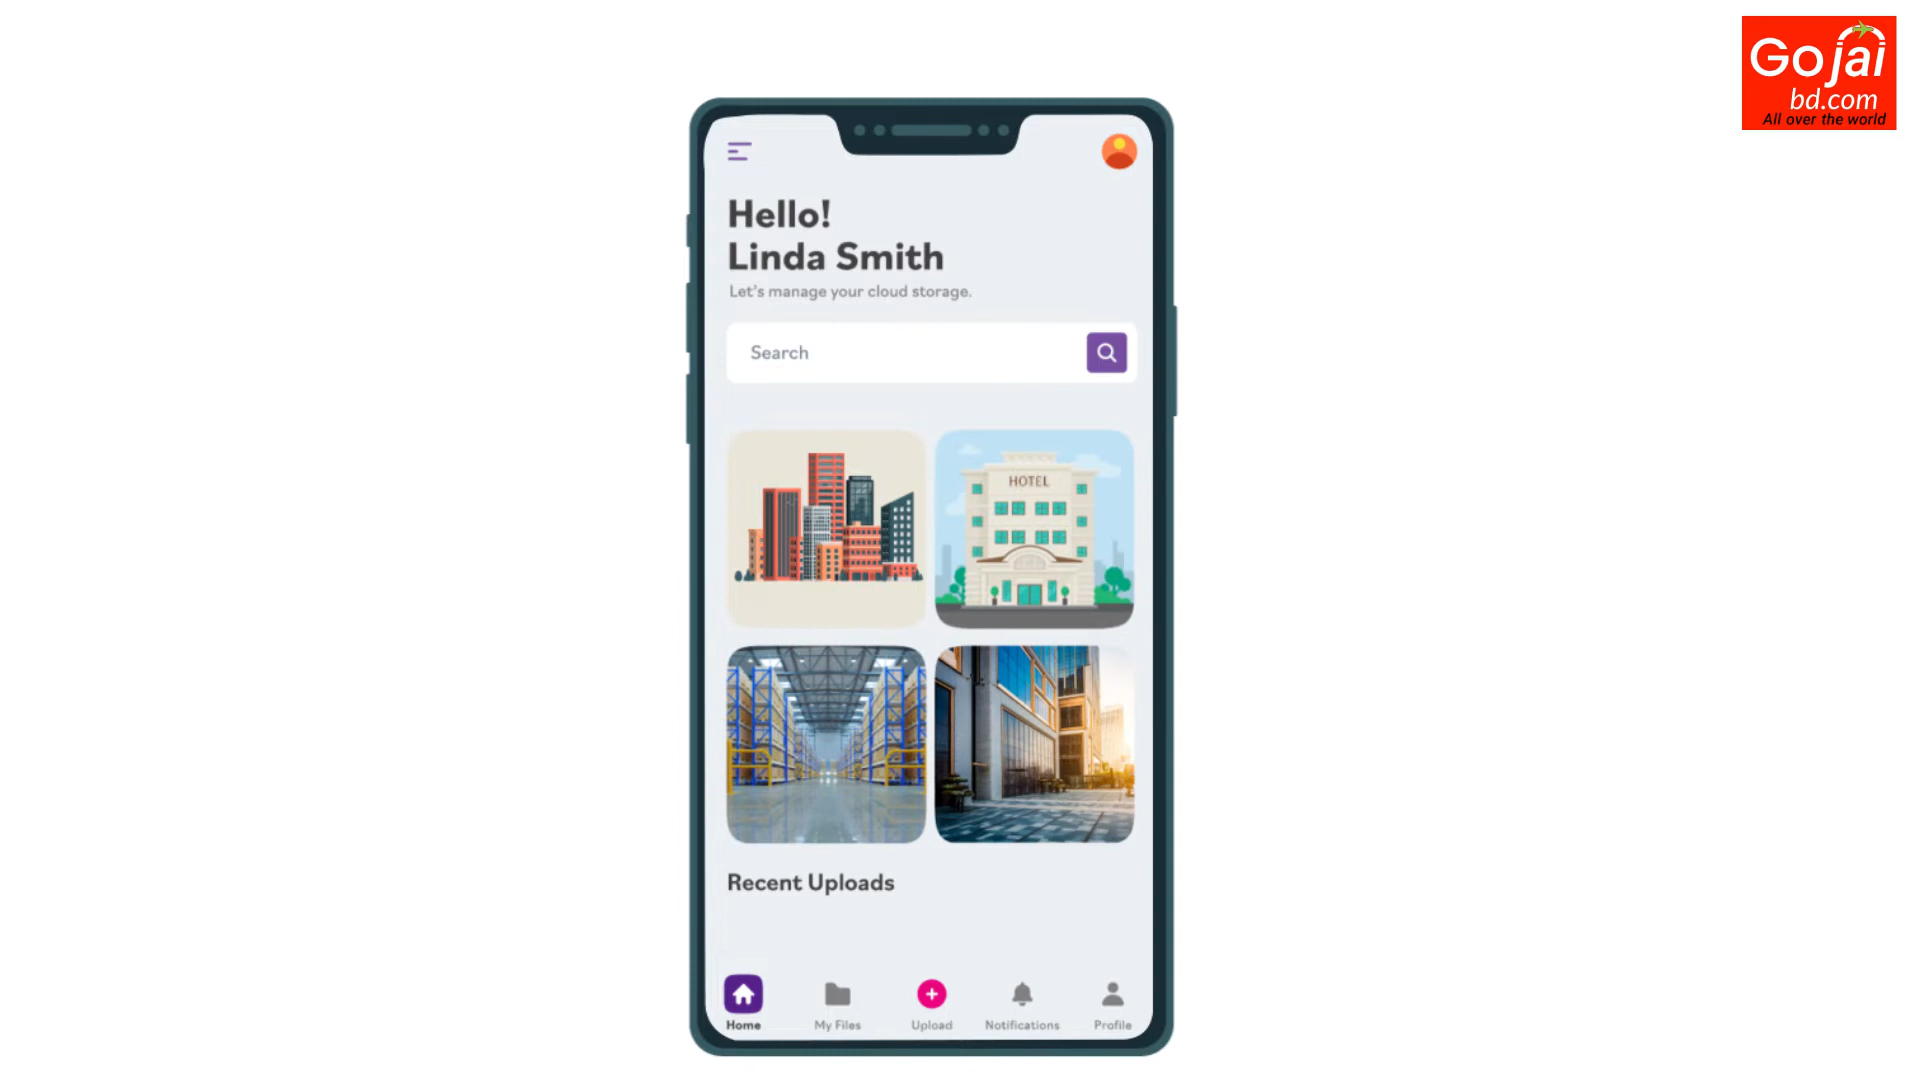 Gojai
bd.com
All over the world
Hello!
Linda Smith
Let's manage your cloud storage.
Search
HOTEL
Recent Uploads
Home
My Files
Upload
Notifications
Profile